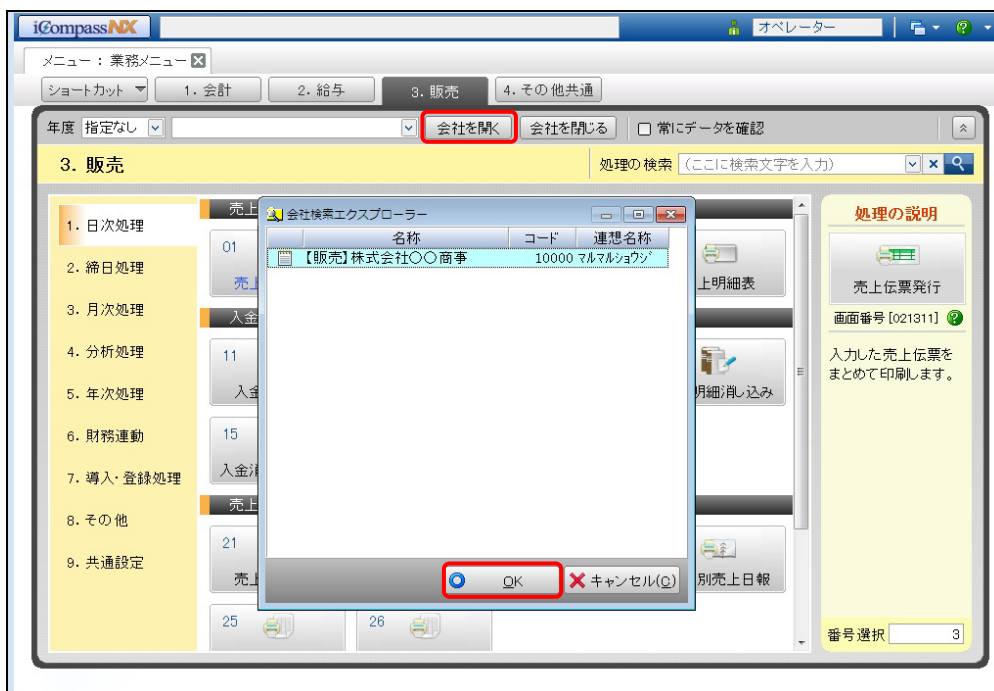 iCompassNX
オペレーター
メニュー : 業務メニュー
ショートカット
1. 会計
2. 給与
3. 販売
4. その他共通
年度 指定なし
会社を開く
会社を閉じる
常にデータを確認
3. 販売
処理の検索 (ここに検索文字を入力)
1. 日次処理
2. 締日処理
3. 月次処理
4. 分析処理
5. 年次処理
6. 財務連動
7. 導入・登録処理
8. その他
9. 共通設定
売上
01
売上
上明細表
入金
11
入金
明細消し込み
15
入金消
売上
21
売上
別売上日報
25
26
会社検索エクスプローラー
名称 コード 連想名称
【販売】株式会社〇〇商事 10000 マルマルショウジ
OK
キャンセル(C)
処理の説明
売上伝票発行
画面番号[021311]
入力した売上伝票を
まとめて印刷します。
番号選択 3